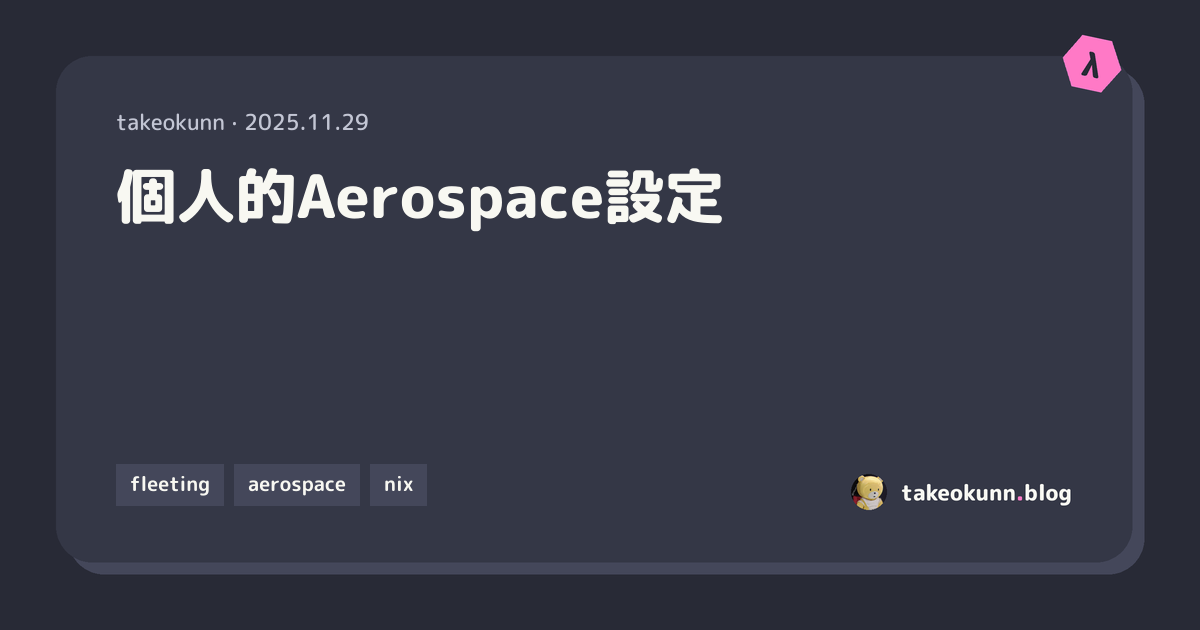 λ
takeokunn · 2025.11.29
個人的Aerospace設定
fleeting
aerospace
nix
takeokunn.blog